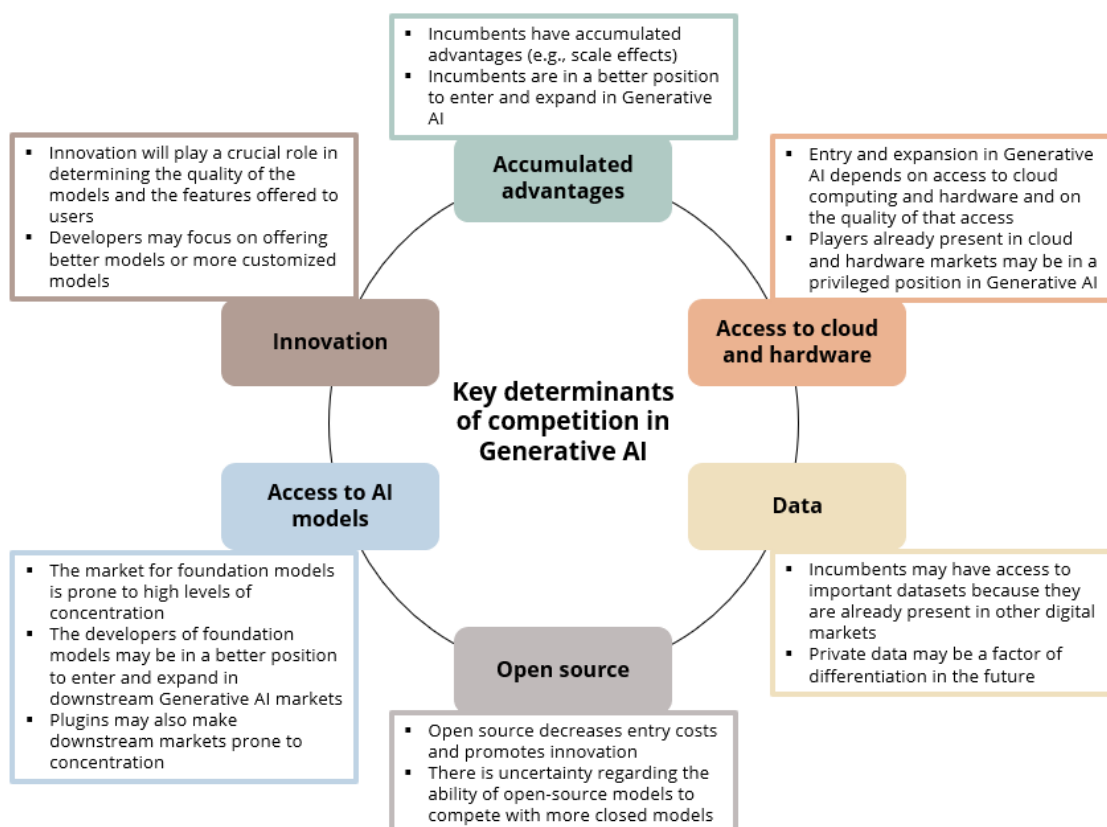 ▪ Incumbents have accumulated
advantages (e.g., scale effects)
▪ Incumbents are in a better position
to enter and expand in Generative
AI
Accumulated
advantages
▪ Entry and expansion in Generative
AI depends on access to cloud
computing and hardware and on
the quality of that access
▪ Players already present in cloud
and hardware markets may be in a
privileged position in Generative AI
Access to cloud
and hardware
▪ Innovation will play a crucial role in
determining the quality of the
models and the features offered to
users
▪ Developers may focus on offering
better models or more customized
models
Innovation
Key determinants
of competition in
Generative AI
Access to AI
models
▪ The market for foundation models
is prone to high levels of
concentration
▪ The developers of foundation
models may be in a better position
to enter and expand in
downstream Generative AI markets
▪ Plugins may also make
downstream markets prone to
concentration
Data
▪ Incumbents may have access to
important datasets because they
are already present in other digital
markets
▪ Private data may be a factor of
differentiation in the future
Open source
▪ Open source decreases entry costs
and promotes innovation
▪ There is uncertainty regarding the
ability of open-source models to
compete with more closed models